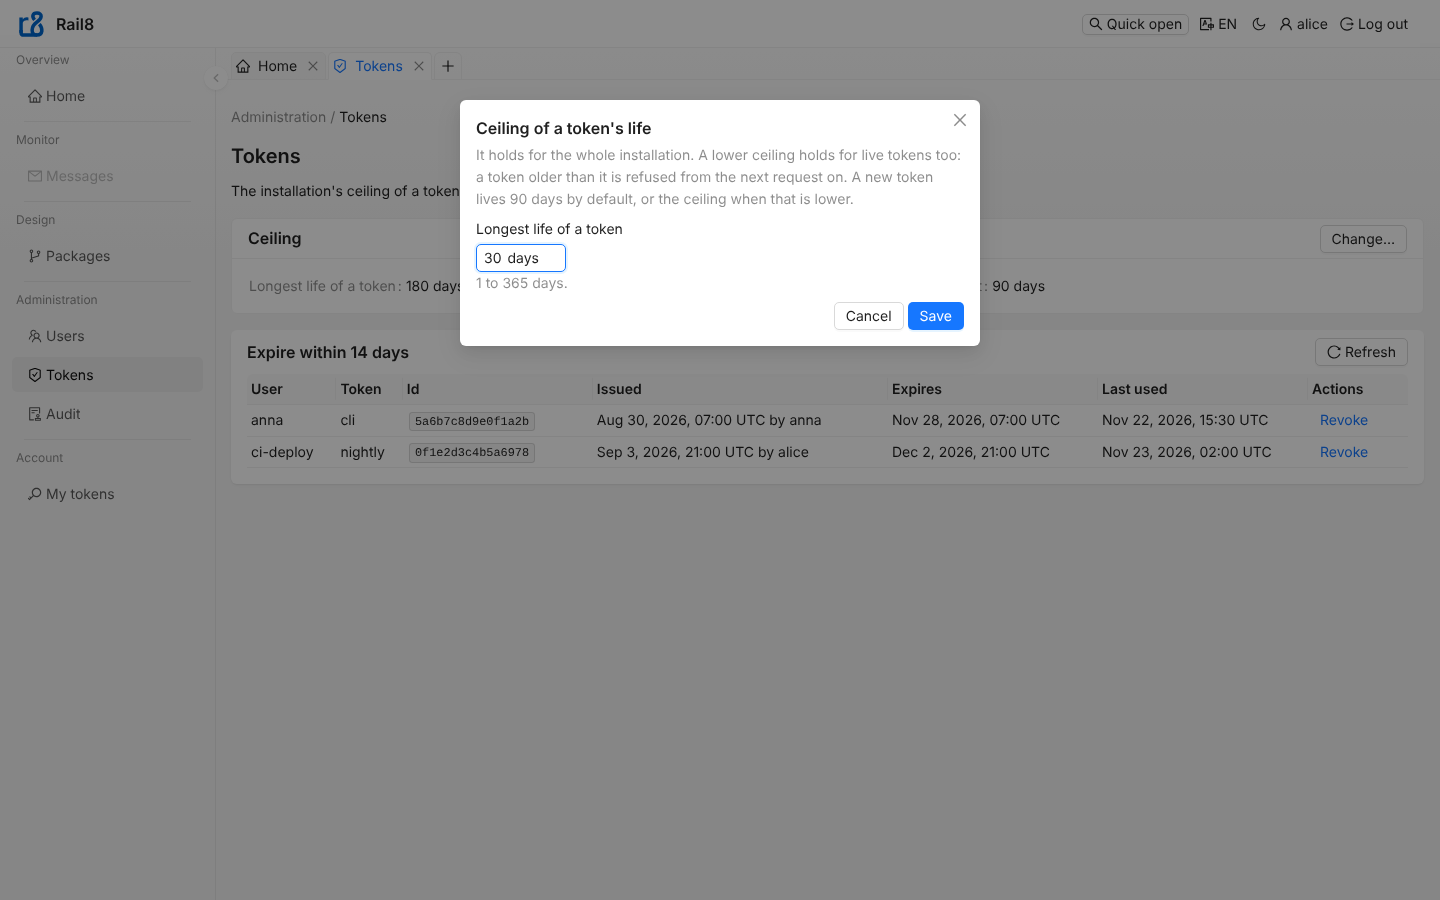 Rail8
Quick open
EN
alice
Log out
Overview
Home
Monitor
Messages
Design
Packages
Administration
Users
Tokens
Audit
Account
My tokens
Home
Tokens
Administration / Tokens
Tokens
The installation's ceiling of a token
Ceiling
Change...
Longest life of a token: 180 days
: 90 days
Ceiling of a token's life
It holds for the whole installation. A lower ceiling holds for live tokens too:
a token older than it is refused from the next request on. A new token
lives 90 days by default, or the ceiling when that is lower.
Longest life of a token
30 days
1 to 365 days.
Cancel
Save
Expire within 14 days
Refresh
User Token Id Issued Expires Last used Actions
anna cli 5a6b7c8d9e0f1a2b Aug 30, 2026, 07:00 UTC by anna Nov 28, 2026, 07:00 UTC Nov 22, 2026, 15:30 UTC Revoke
ci-deploy nightly 0f1e2d3c4b5a6978 Sep 3, 2026, 21:00 UTC by alice Dec 2, 2026, 21:00 UTC Nov 23, 2026, 02:00 UTC Revoke